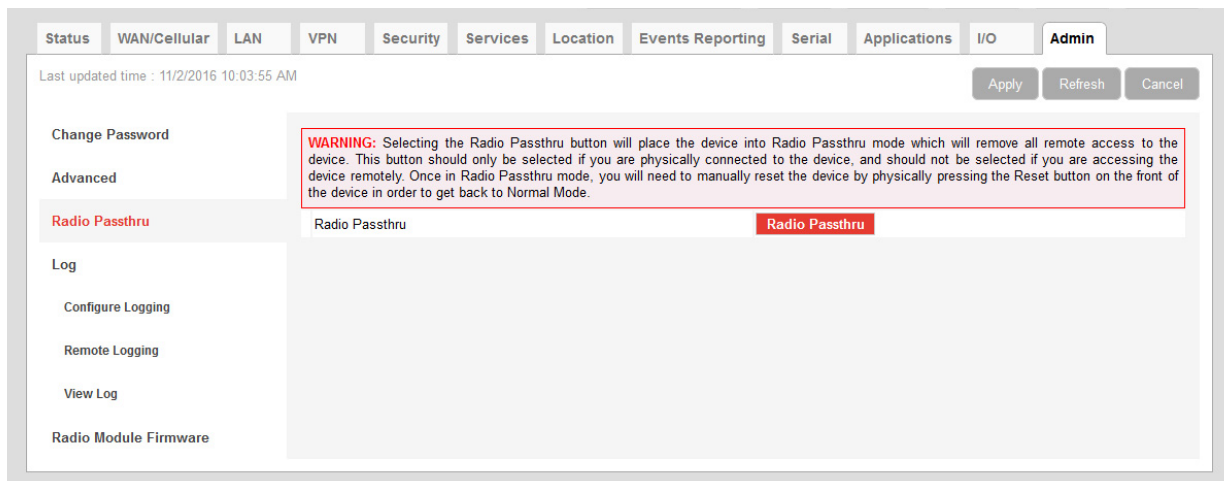 Status WAN/Cellular LAN VPN Security Services Location Events Reporting Serial Applications I/O Admin
Last updated time : 11/2/2016 10:03:55 AM
Apply Refresh Cancel
Change Password
Advanced
Radio Passthru
Log
Configure Logging
Remote Logging
View Log
Radio Module Firmware
WARNING: Selecting the Radio Passthru button will place the device into Radio Passthru mode which will remove all remote access to the
device. This button should only be selected if you are physically connected to the device, and should not be selected if you are accessing the
device remotely. Once in Radio Passthru mode, you will need to manually reset the device by physically pressing the Reset button on the front of
the device in order to get back to Normal Mode.
Radio Passthru Radio Passthru